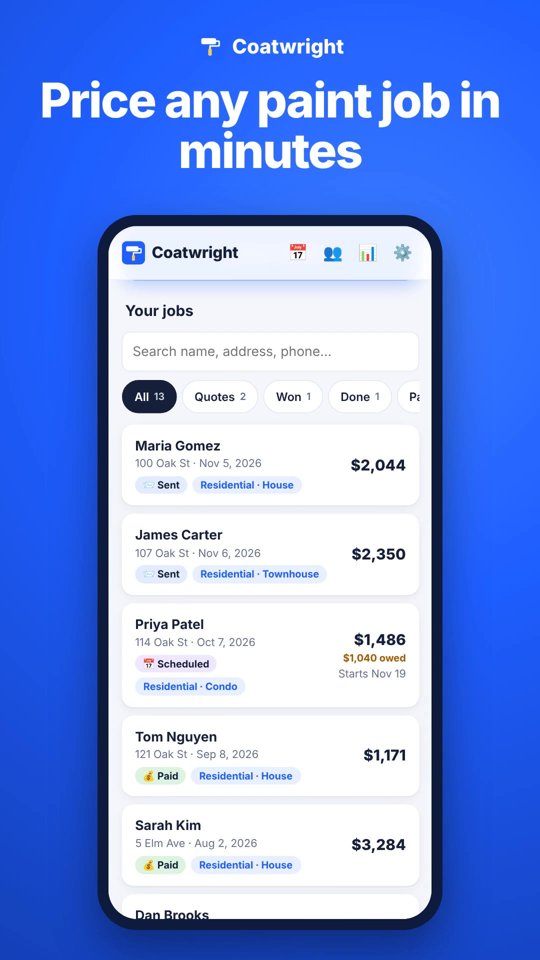 Coatwright
Price any paint job in
minutes
Coatwright
Your jobs
Search name, address, phone...
All 13
Quotes 2
Won 1
Done 1
Pa
Maria Gomez
100 Oak St · Nov 5, 2026
Sent
Residential · House
$2,044
James Carter
107 Oak St · Nov 6, 2026
Sent
Residential · Townhouse
$2,350
Priya Patel
114 Oak St · Oct 7, 2026
Scheduled
Residential · Condo
$1,486
$1,040 owed
Starts Nov 19
Tom Nguyen
121 Oak St · Sep 8, 2026
Paid
Residential · House
$1,171
Sarah Kim
5 Elm Ave · Aug 2, 2026
Paid
Residential · House
$3,284
Dan Brooks